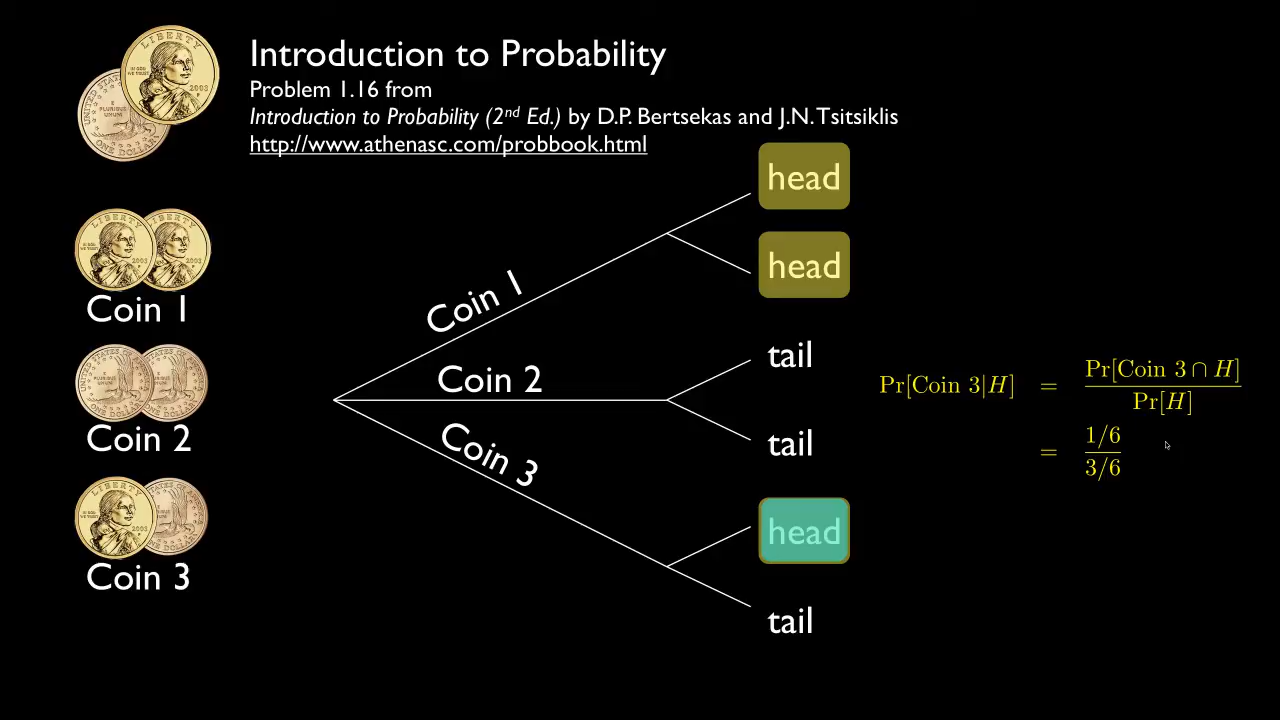 Introduction to Probability
Problem 1.16 from
Introduction to Probability (2nd Ed.) by D.P. Bertsekas and J.N. Tsitsiklis
http://www.athenasc.com/probbook.html
Coin 1
Coin 2
Coin 3
Coin 1
Coin 2
Coin 3
head
head
tail
tail
head
tail
Pr[Coin 3|H] = Pr[Coin 3 ∩ H] / Pr[H]
= 1/6 / 3/6